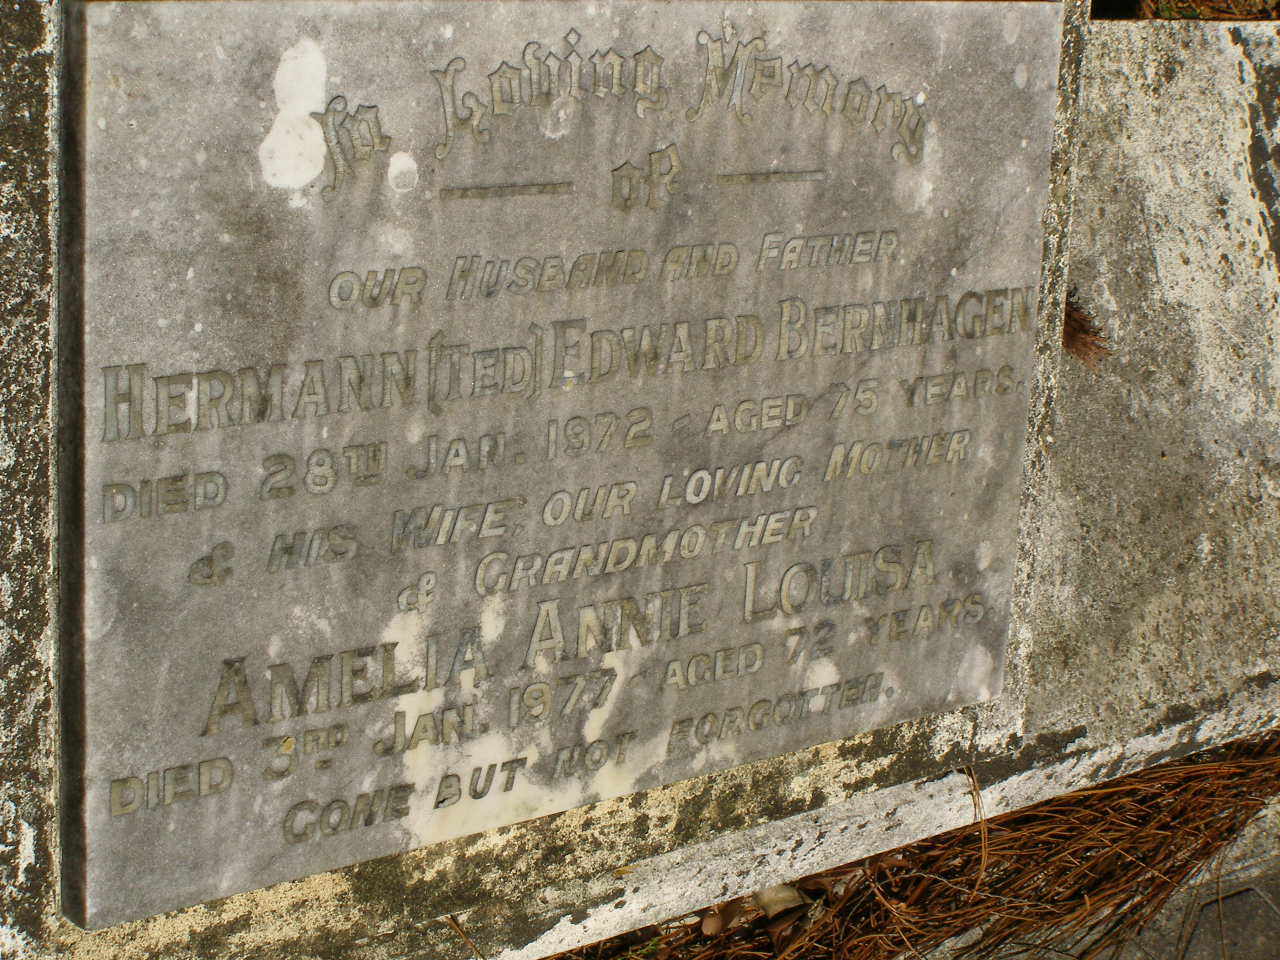 In Loving Memory
of
OUR HUSBAND AND FATHER
HERMANN (TED) EDWARD BERNHAGEN
DIED 28TH JAN. 1972 - AGED 75 YEARS.
& HIS WIFE OUR LOVING MOTHER
& GRANDMOTHER
AMELIA ANNIE LOUISA
DIED 3RD JAN. 1977 AGED 72 YEARS.
GONE BUT NOT FORGOTTEN.